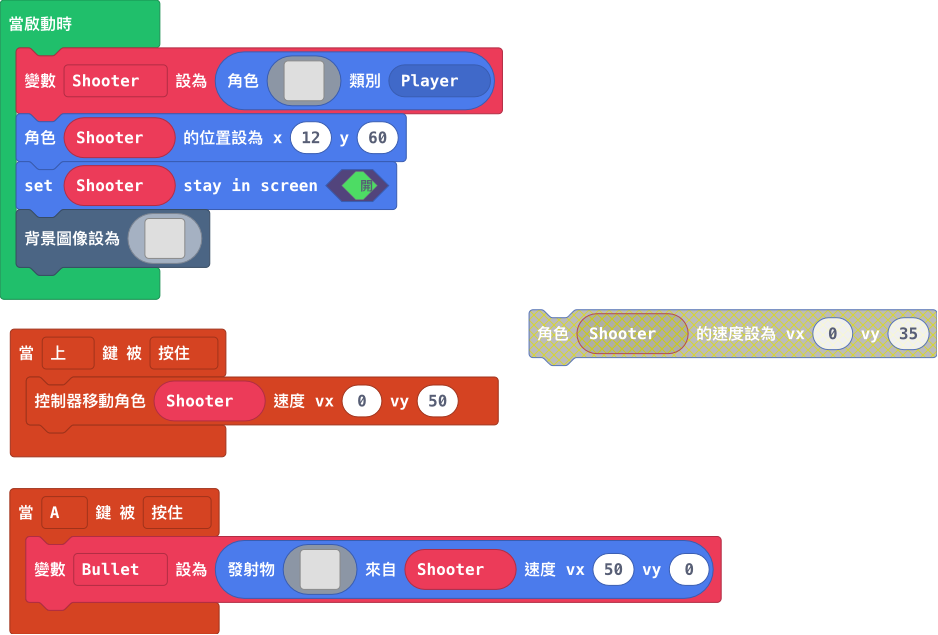 當啟動時
變數 Shooter 設為 角色 類別 Player
角色 Shooter 的位置設為 x 12 y 60
set Shooter stay in screen 開
背景圖像設為
角色 Shooter 的速度設為 vx 0 vy 35
當 上 鍵 被 按住
控制器移動角色 Shooter 速度 vx 0 vy 50
當 A 鍵 被 按住
變數 Bullet 設為 發射物 來自 Shooter 速度 vx 50 vy 0